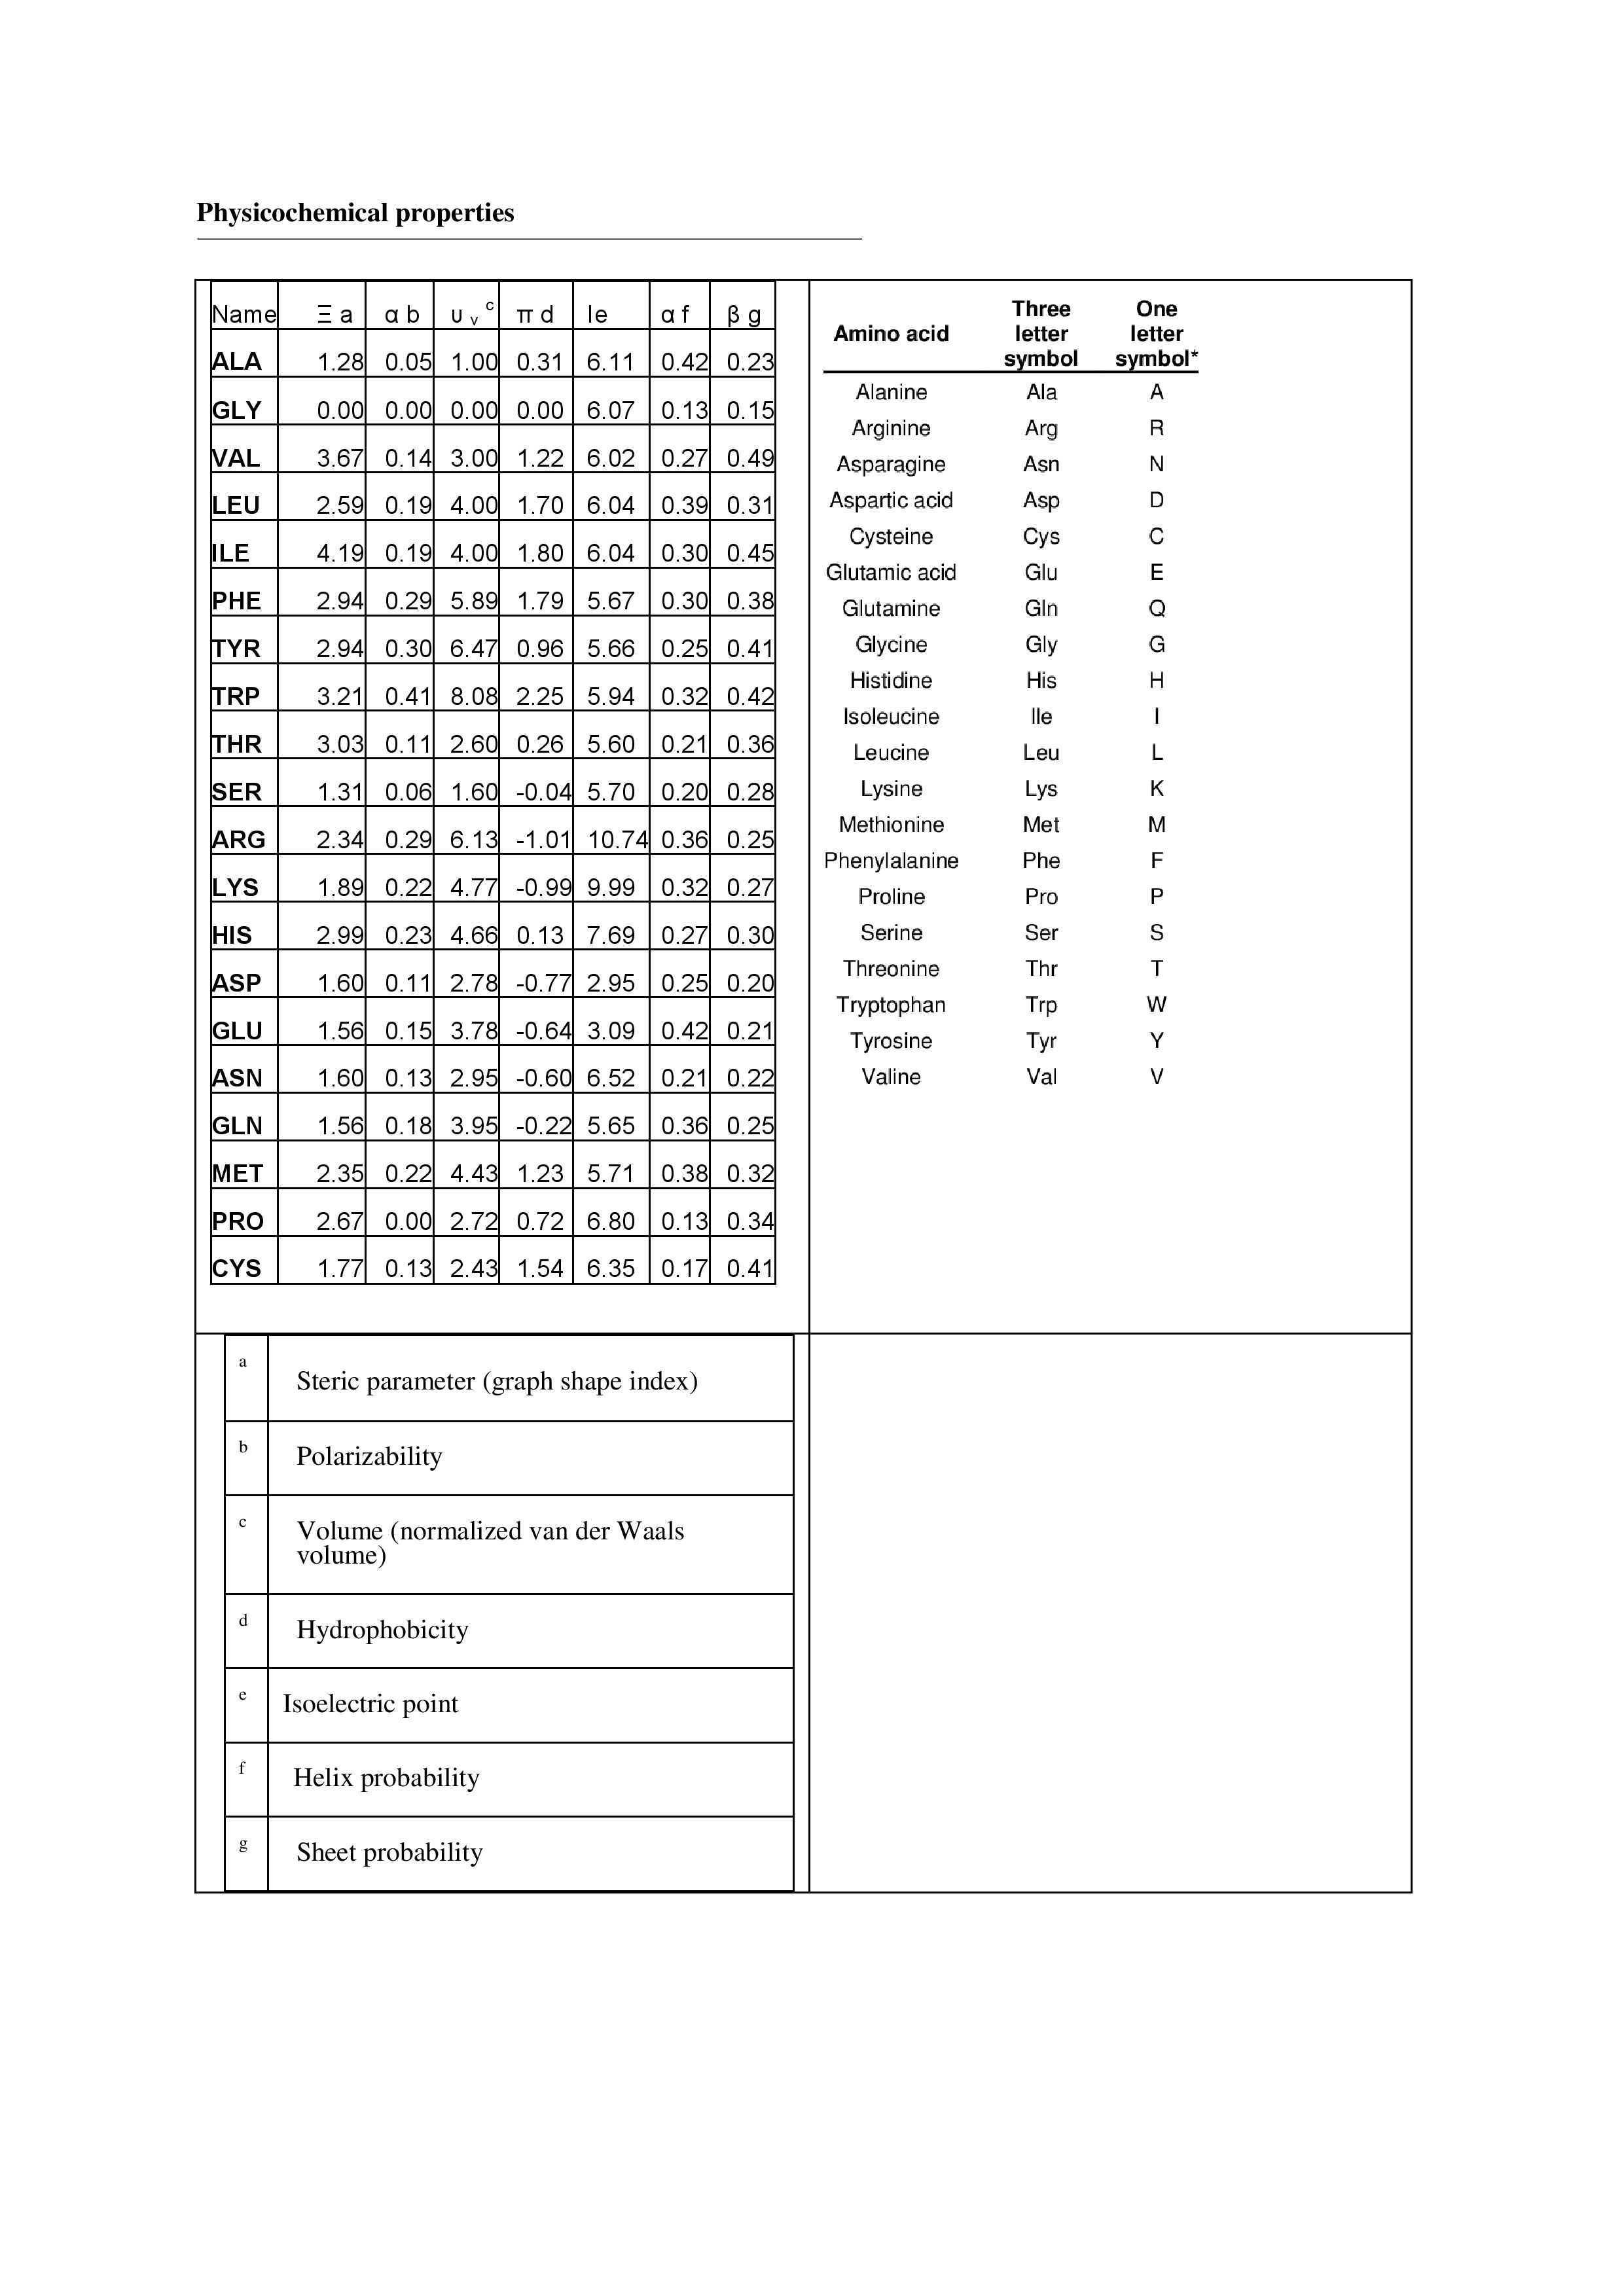 Physicochemical properties
Name Ξ a α b υ v c π d Ie α f β g
ALA 1.28 0.05 1.00 0.31 6.11 0.42 0.23
GLY 0.00 0.00 0.00 0.00 6.07 0.13 0.15
VAL 3.67 0.14 3.00 1.22 6.02 0.27 0.49
LEU 2.59 0.19 4.00 1.70 6.04 0.39 0.31
ILE 4.19 0.19 4.00 1.80 6.04 0.30 0.45
PHE 2.94 0.29 5.89 1.79 5.67 0.30 0.38
TYR 2.94 0.30 6.47 0.96 5.66 0.25 0.41
TRP 3.21 0.41 8.08 2.25 5.94 0.32 0.42
THR 3.03 0.11 2.60 0.26 5.60 0.21 0.36
SER 1.31 0.06 1.60 -0.04 5.70 0.20 0.28
ARG 2.34 0.29 6.13 -1.01 10.74 0.36 0.25
LYS 1.89 0.22 4.77 -0.99 9.99 0.32 0.27
HIS 2.99 0.23 4.66 0.13 7.69 0.27 0.30
ASP 1.60 0.11 2.78 -0.77 2.95 0.25 0.20
GLU 1.56 0.15 3.78 -0.64 3.09 0.42 0.21
ASN 1.60 0.13 2.95 -0.60 6.52 0.21 0.22
GLN 1.56 0.18 3.95 -0.22 5.65 0.36 0.25
MET 2.35 0.22 4.43 1.23 5.71 0.38 0.32
PRO 2.67 0.00 2.72 0.72 6.80 0.13 0.34
CYS 1.77 0.13 2.43 1.54 6.35 0.17 0.41
Three One
Amino acid letter letter
symbol symbol*
Alanine Ala A
Arginine Arg R
Asparagine Asn N
Aspartic acid Asp D
Cysteine Cys C
Glutamic acid Glu E
Glutamine Gln Q
Glycine Gly G
Histidine His H
Isoleucine Ile I
Leucine Leu L
Lysine Lys K
Methionine Met M
Phenylalanine Phe F
Proline Pro P
Serine Ser S
Threonine Thr T
Tryptophan Trp W
Tyrosine Tyr Y
Valine Val V
a Steric parameter (graph shape index)
b Polarizability
c Volume (normalized van der Waals
volume)
d Hydrophobicity
e Isoelectric point
f Helix probability
g Sheet probability